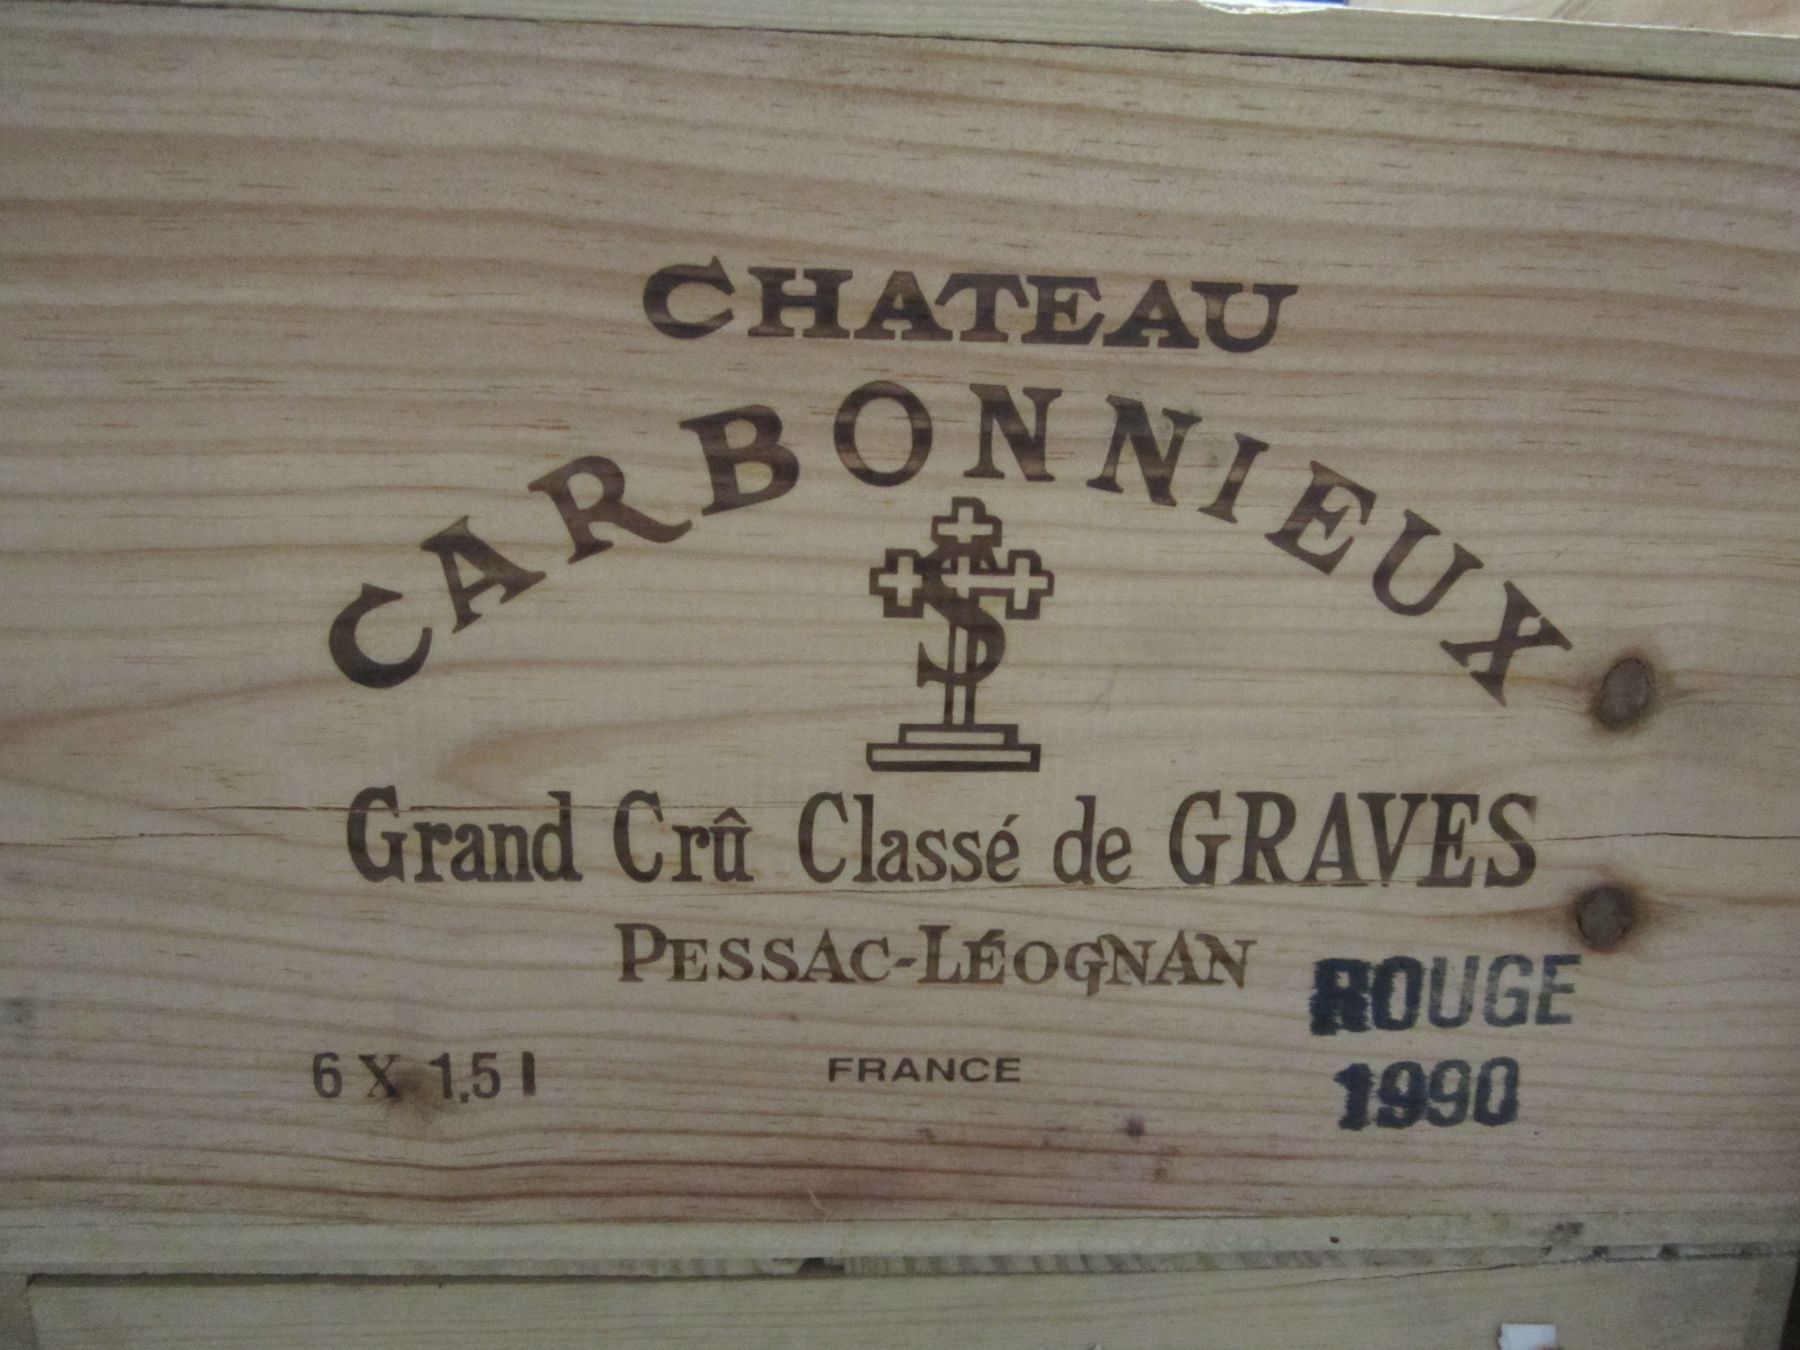 CHATEAU
CARBONNIEUX
S
Grand Crû Classé de GRAVES
PESSAC-LÉOGNAN
ROUGE
6 X 1,5 l
FRANCE
1990